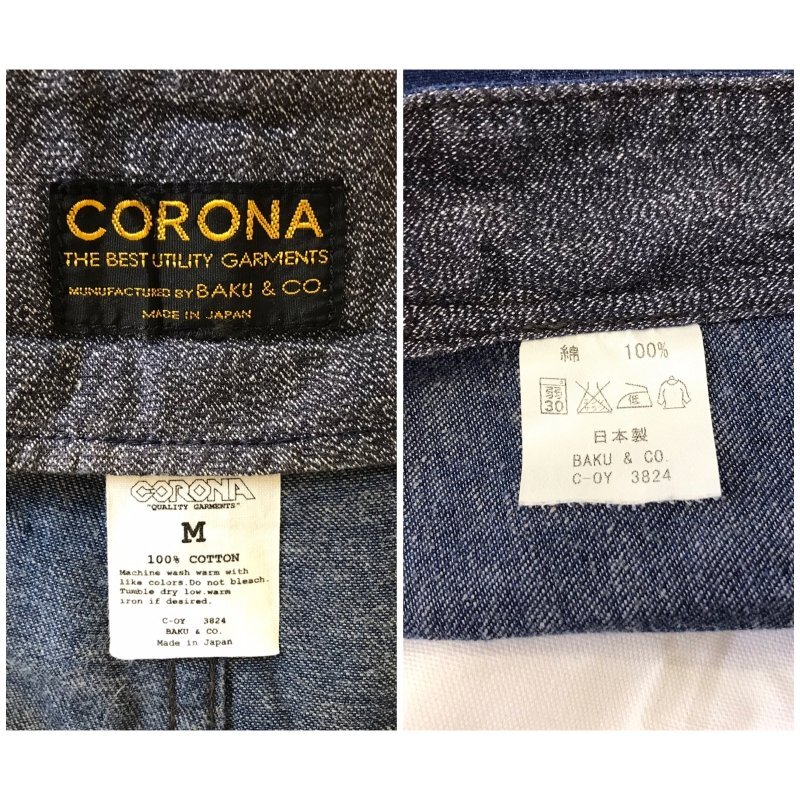 CORONA
THE BEST UTILITY GARMENTS
MUNUFACTURED BY BAKU & CO.
MADE IN JAPAN
CORONA
"QUALITY GARMENTS"
M
100% COTTON
Machine wash warm with
like colors.Do not bleach.
Tumble dry low.warm
iron if desired.
C-OY 3824
BAKU & CO.
Made in Japan
綿 100%
30 低
日本製
BAKU & CO.
C-OY 3824